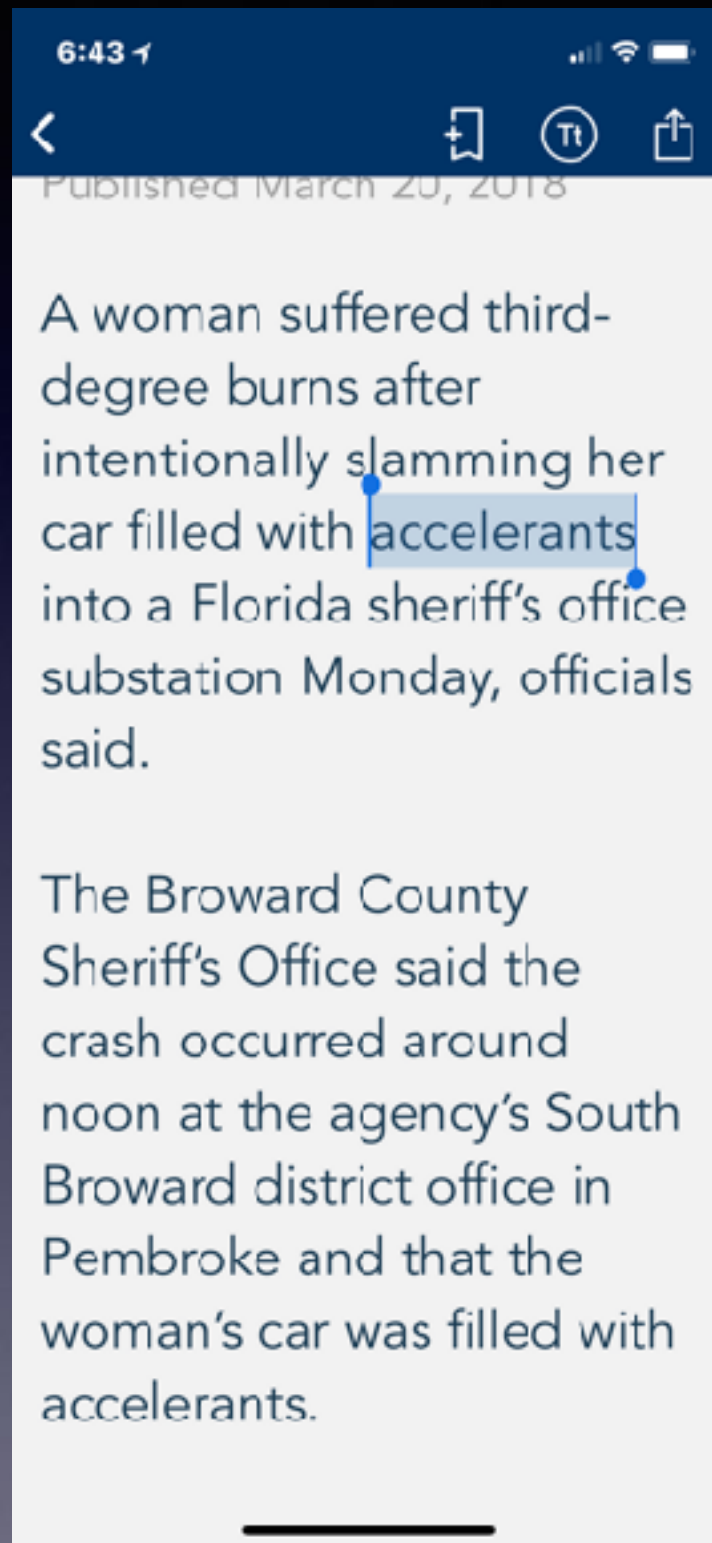 6:43
Tt
Published March 20, 2018
A woman suffered third-
degree burns after
intentionally slamming her
car filled with accelerants
into a Florida sheriff's office
substation Monday, officials
said.
The Broward County
Sheriff's Office said the
crash occurred around
noon at the agency's South
Broward district office in
Pembroke and that the
woman's car was filled with
accelerants.